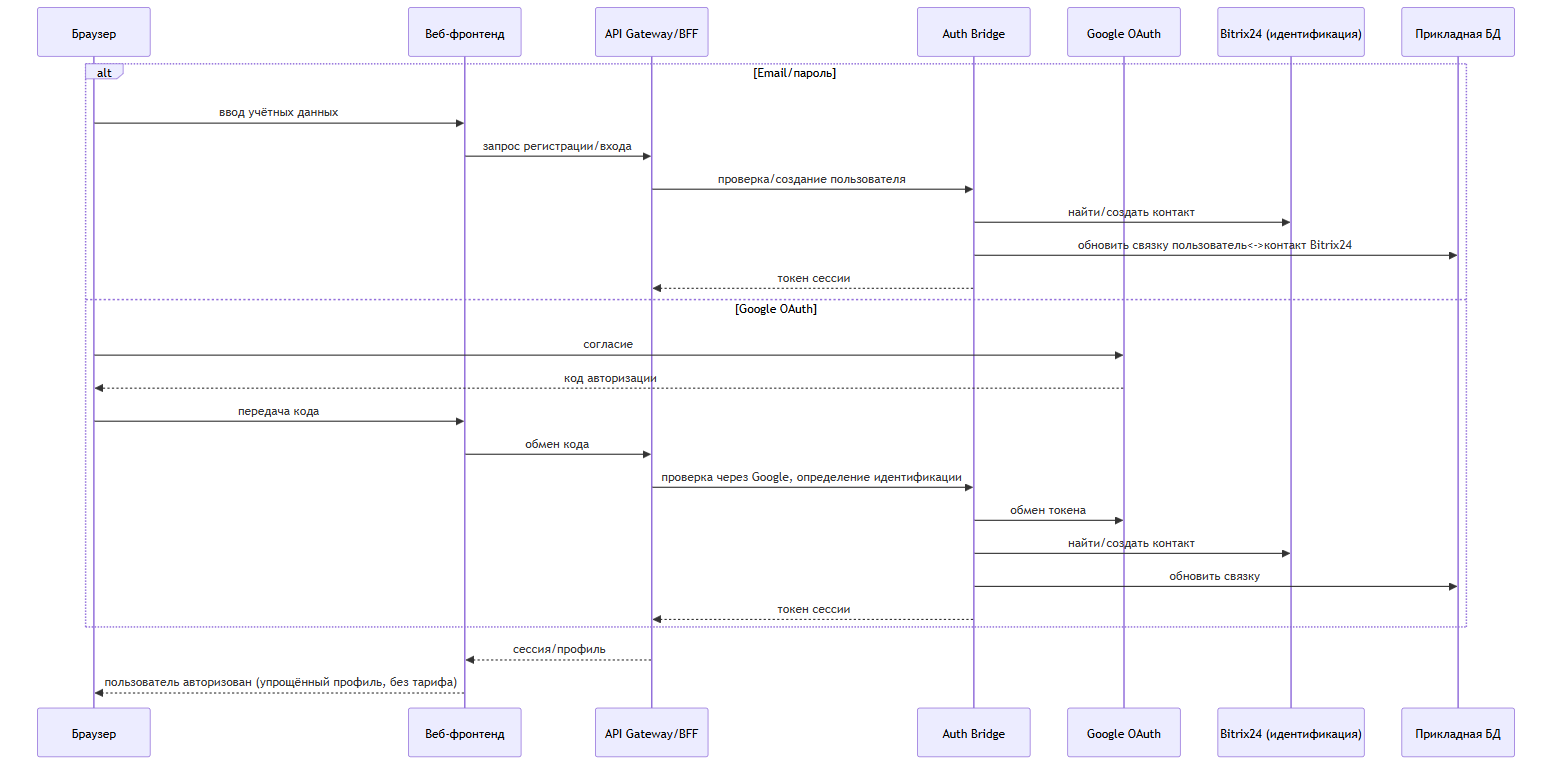 Браузер
Веб-фронтенд
API Gateway/BFF
Auth Bridge
Google OAuth
Bitrix24 (идентификация)
Прикладная БД
alt
[Email/пароль]
ввод учётных данных
запрос регистрации/входа
проверка/создание пользователя
найти/создать контакт
обновить связку пользователь<->контакт Bitrix24
токен сессии
[Google OAuth]
согласие
код авторизации
передача кода
обмен кода
проверка через Google, определение идентификации
обмен токена
найти/создать контакт
обновить связку
токен сессии
сессия/профиль
пользователь авторизован (упрощённый профиль, без тарифа)
Браузер
Веб-фронтенд
API Gateway/BFF
Auth Bridge
Google OAuth
Bitrix24 (идентификация)
Прикладная БД